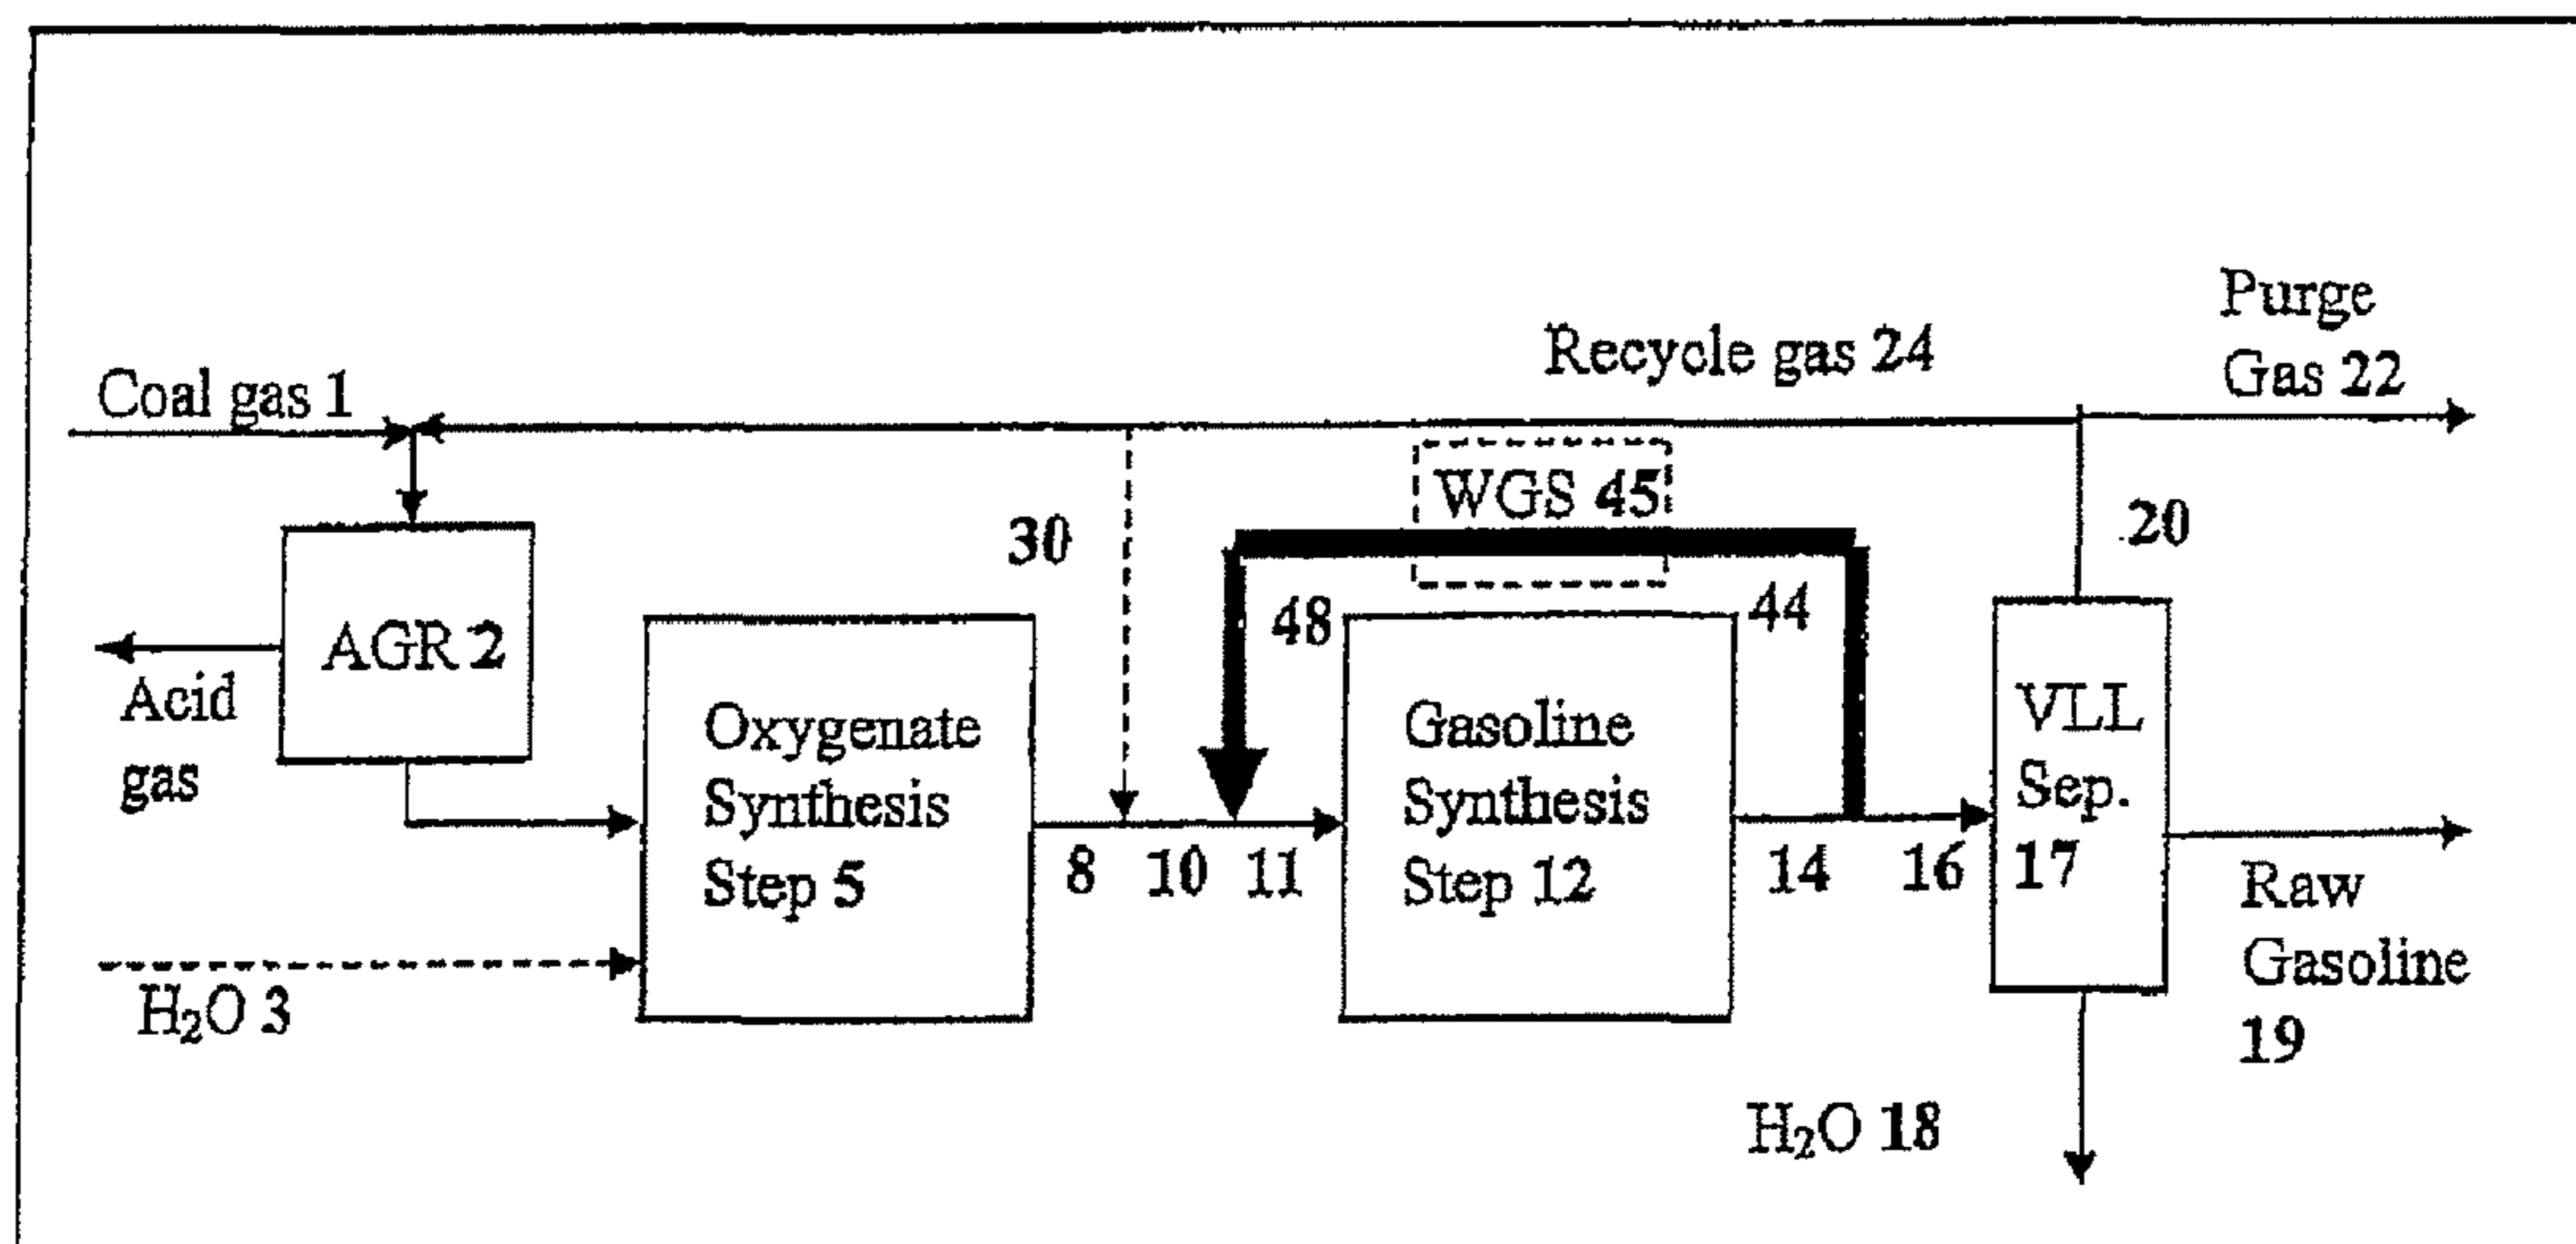 Purge
Gas 22
Recycle gas 24
Coal gas 1
WGS 45
30
20
48
44
AGR 2
Acid
gas
Oxygenate
Synthesis
Step 5
Gasoline
Synthesis
Step 12
VLL
Sep.
17
8
10
11
14
16
Raw
Gasoline
19
H₂O 3
H₂O 18